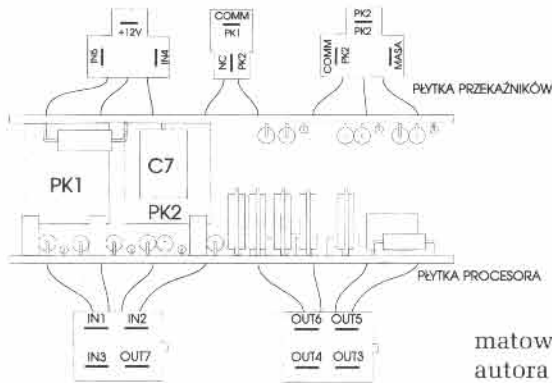 +12V
IN6
IN4
COMM
PK1
NC
PK2
PK2
PK2
COMM
PK2
MASA
PŁYTKA PRZEKAŹNIKÓW
PK1
C7
PK2
PŁYTKA PROCESORA
IN1 IN2
IN3 OUT7
OUT6 OUT5
OUT4 OUT3
matow
autora